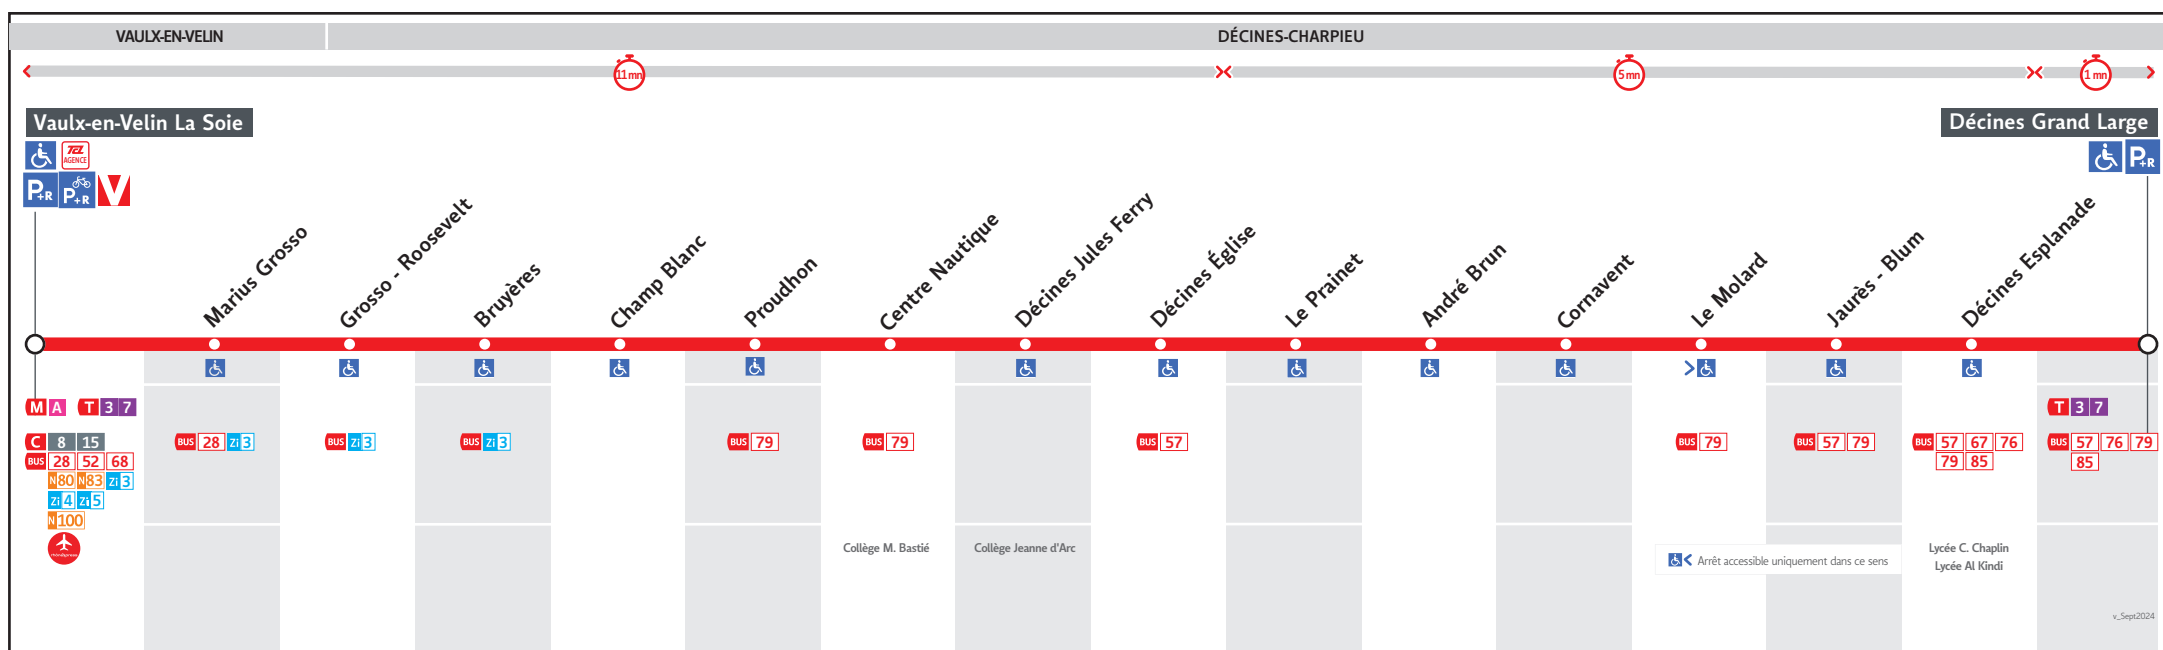 VAULX-EN-VELIN
DÉCINES-CHARPIEU
11 mn
5 mn
1 mn
Vaulx-en-Velin La Soie
Décines Grand Large
TCL
AGENCE
P+R
P+R
V
P+R
Marius Grosso
Grosso - Roosevelt
Bruyères
Champ Blanc
Proudhon
Centre Nautique
Décines Jules Ferry
Décines Église
Le Prainet
André Brun
Cornavent
Le Molard
Jaurès - Blum
Décines Esplanade
>
M A T 3 7
T 3 7
C 8 15
BUS 28 52 68
N80 N83 Zi 3
Zi 4 Zi 5
N100
rhônexpress
BUS 28 Zi 3
BUS Zi 3
BUS Zi 3
BUS 79
BUS 79
BUS 57
BUS 79
BUS 57 79
BUS 57 67 76
79 85
BUS 57 76 79
85
Collège M. Bastié
Collège Jeanne d'Arc
< Arrêt accessible uniquement dans ce sens
Lycée C. Chaplin
Lycée Al Kindi
v_Sept2024